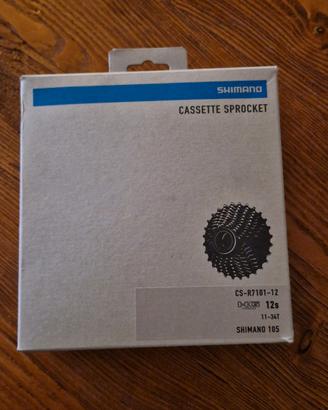 SHIMANO
CASSETTE SPROCKET
CS-R7101-12
12s
11-34T
SHIMANO 105